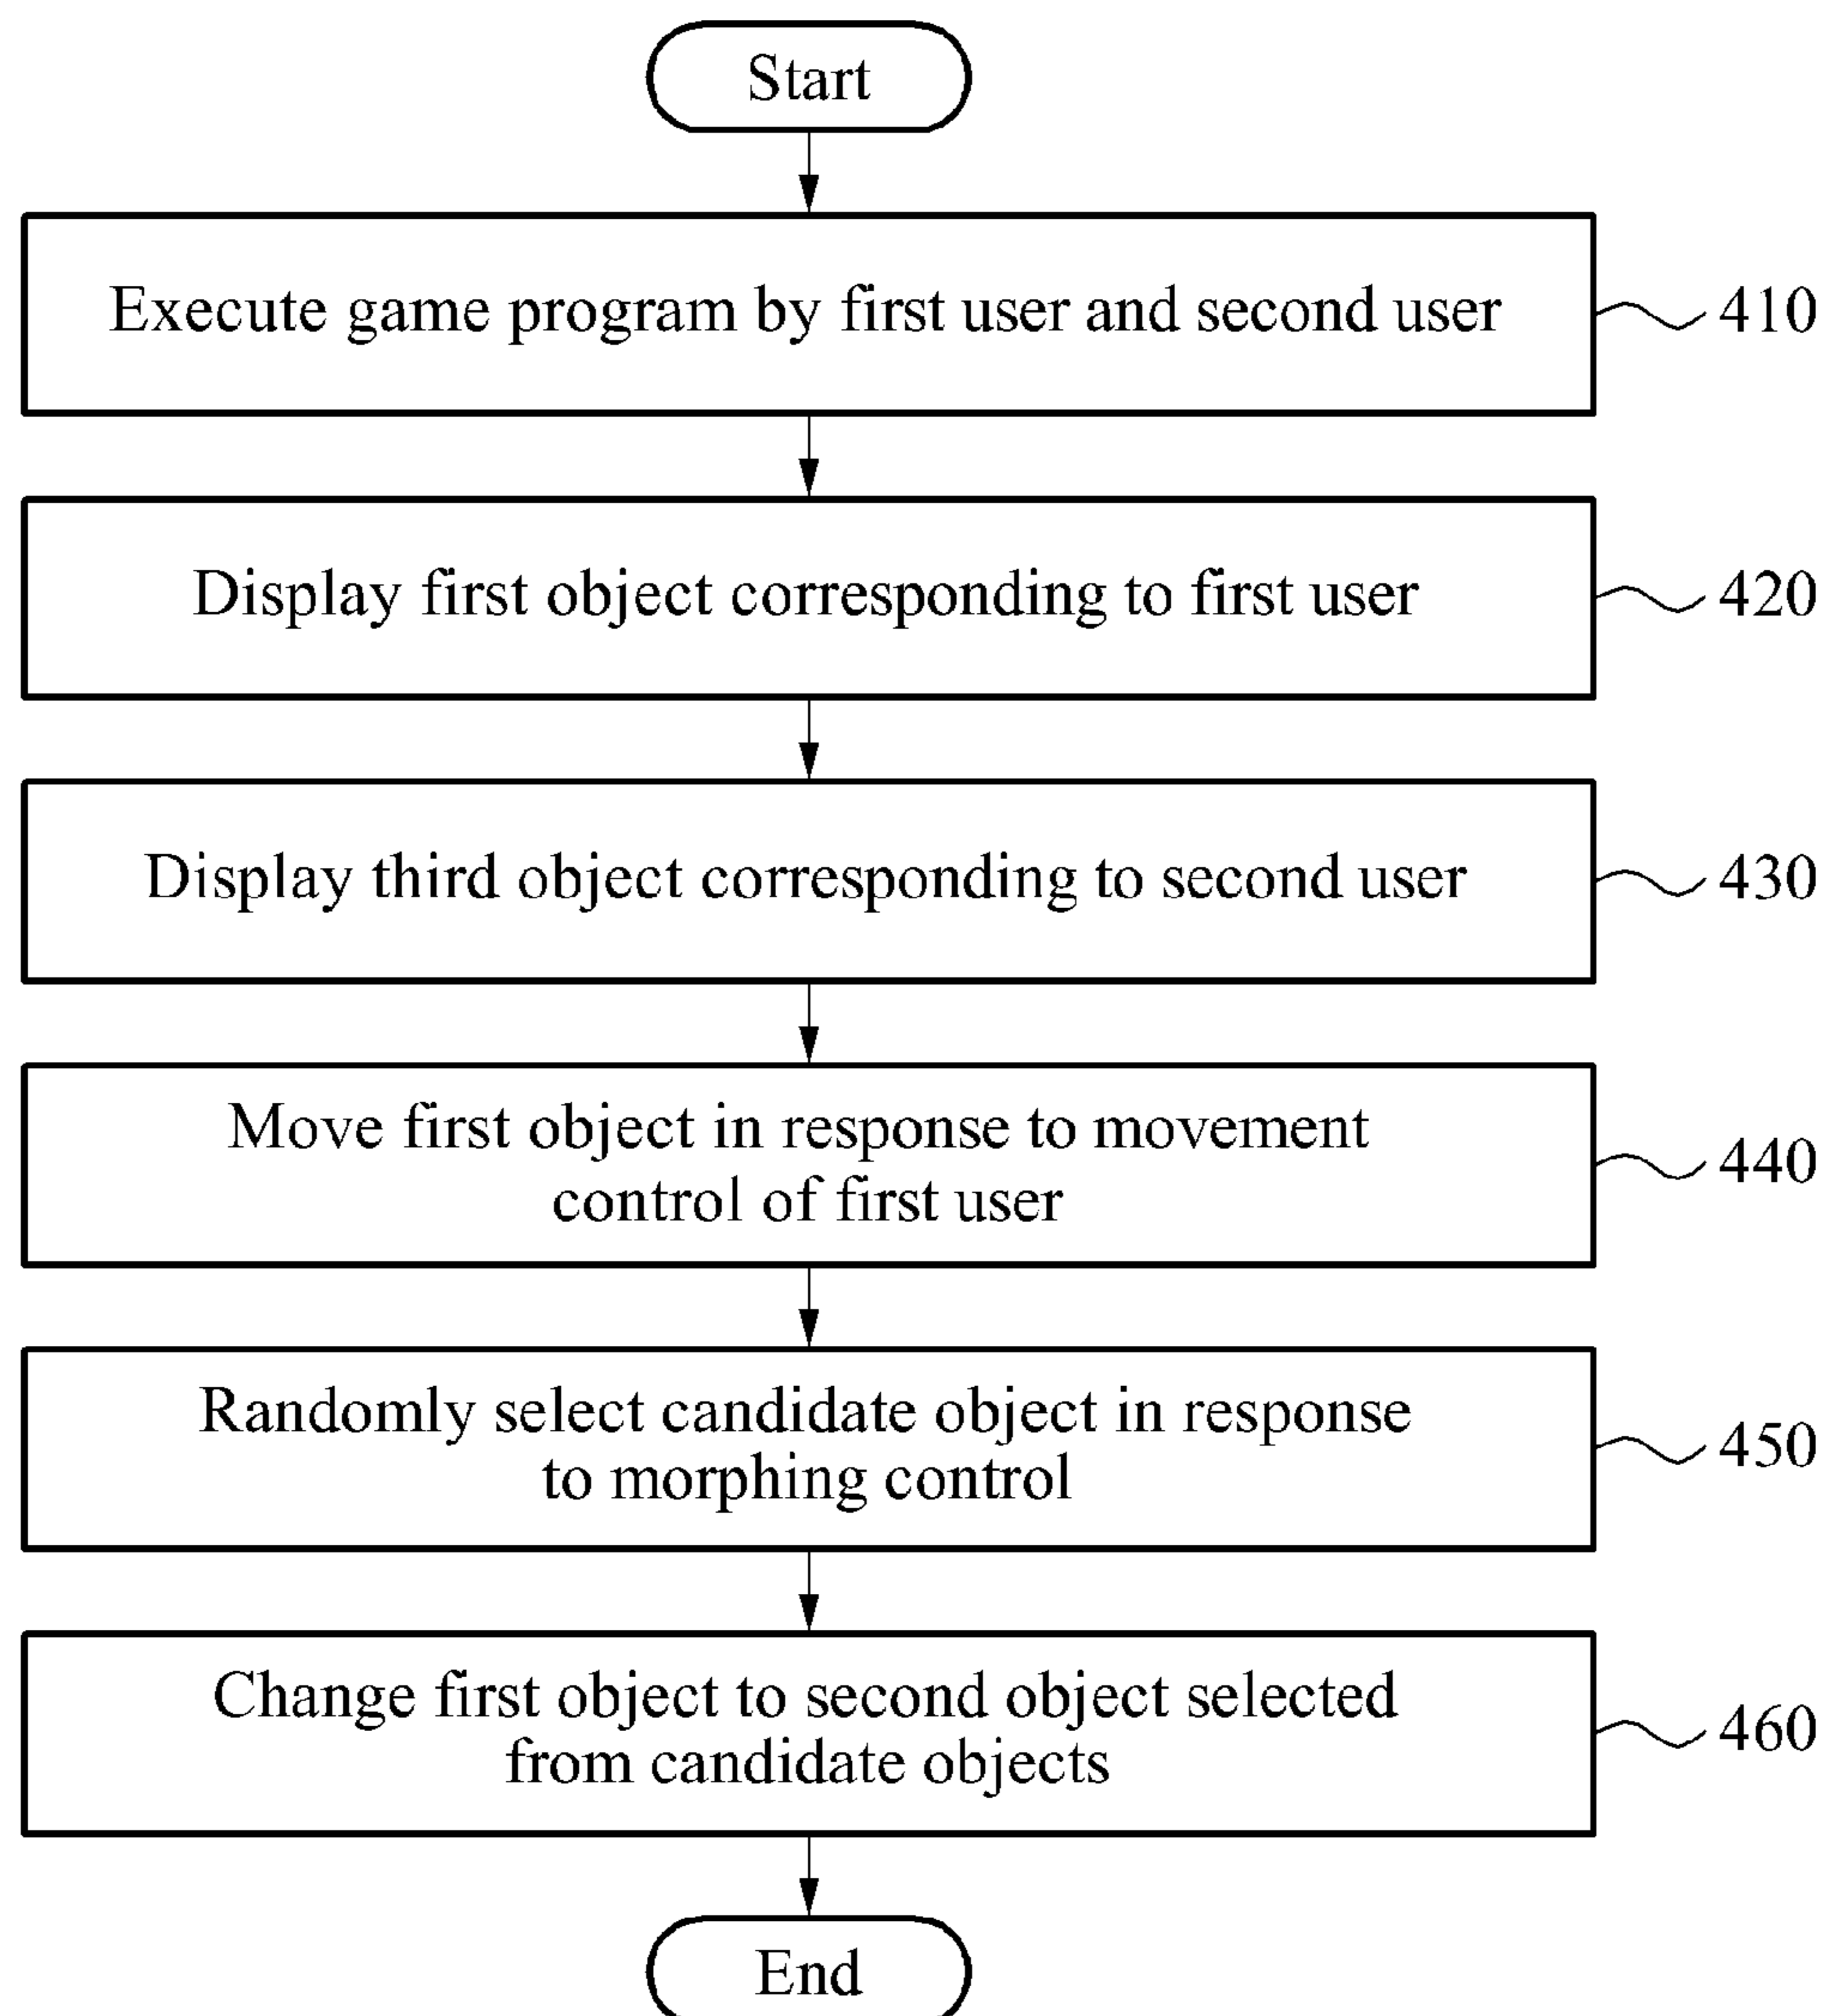 Start
Execute game program by first user and second user
410
Display first object corresponding to first user
420
Display third object corresponding to second user
430
Move first object in response to movement
control of first user
440
Randomly select candidate object in response
to morphing control
450
Change first object to second object selected
from candidate objects
460
End